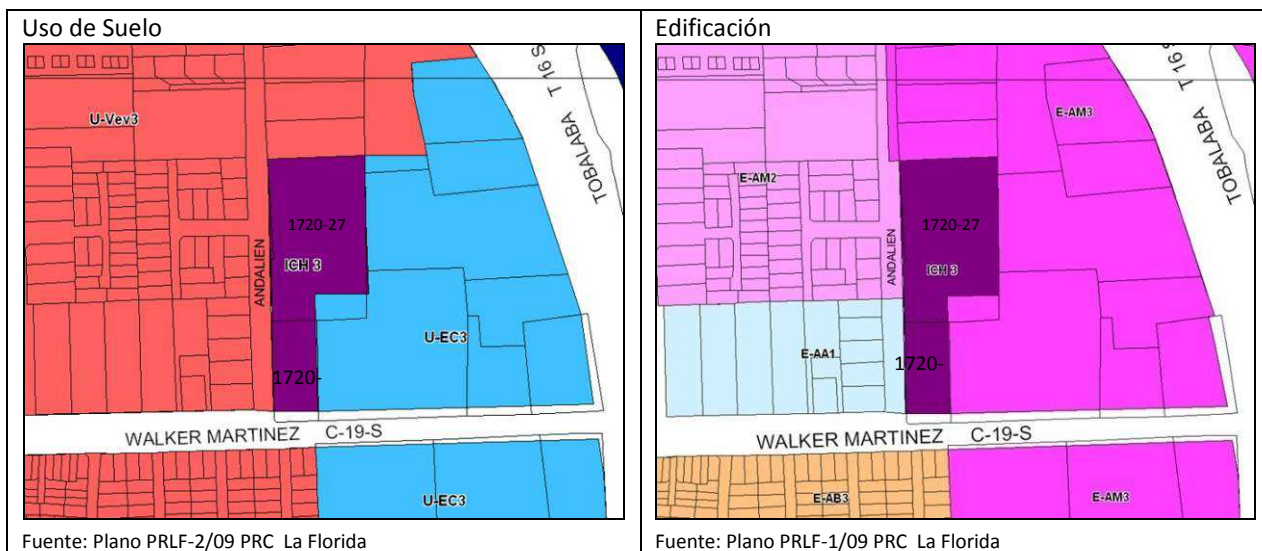 Uso de Suelo
U-Vev3
TOBALABA T 16 S
1720-27
ANDALIEN
ICH 3
U-EC3
1720-
WALKER MARTINEZ C-19-S
U-EC3
Fuente: Plano PRLF-2/09 PRC La Florida
Edificación
E-AM3
TOBALABA T 16 S
E-AM2
1720-27
ANDALIEN
ICH 3
E-AA1
1720-
WALKER MARTINEZ C-19-S
E-AB3
E-AM3
Fuente: Plano PRLF-1/09 PRC La Florida